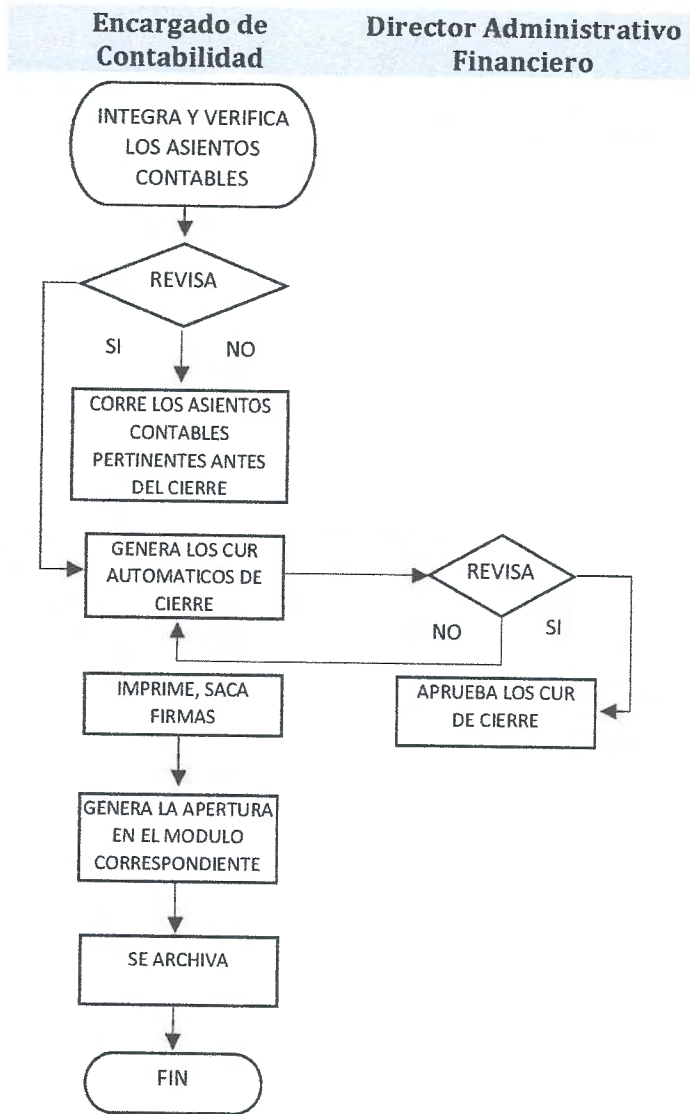 Encargado de
Contabilidad
Director Administrativo
Financiero
INTEGRA Y VERIFICA
LOS ASIENTOS
CONTABLES
REVISA
SI
NO
CORRE LOS ASIENTOS
CONTABLES
PERTINENTES ANTES
DEL CIERRE
GENERA LOS CUR
AUTOMATICOS DE
CIERRE
REVISA
NO
SI
IMPRIME, SACA
FIRMAS
APRUEBA LOS CUR
DE CIERRE
GENERA LA APERTURA
EN EL MODULO
CORRESPONDIENTE
SE ARCHIVA
FIN